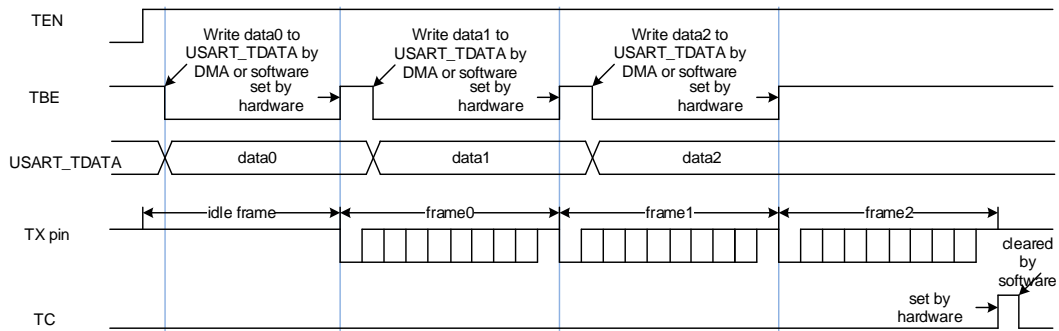 TEN
Write data0 to
USART_TDATA by
DMA or software
Write data1 to
USART_TDATA by
DMA or software
Write data2 to
USART_TDATA by
DMA or software
TBE
set by
hardware
set by
hardware
set by
hardware
USART_TDATA
data0
data1
data2
TX pin
idle frame
frame0
frame1
frame2
TC
set by
hardware
cleared
by
software